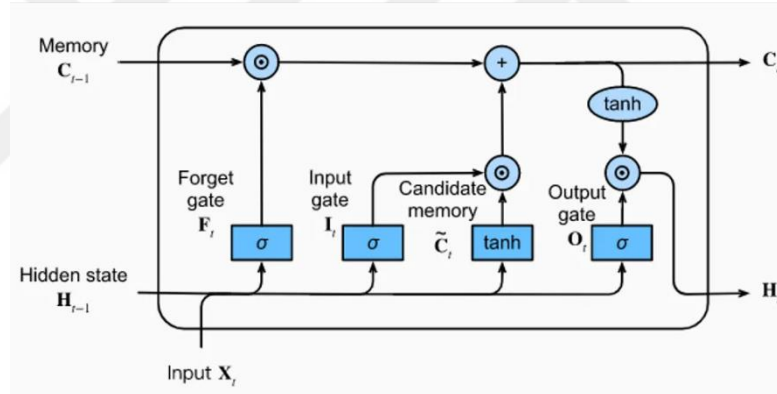 Memory
C_{t-1}
+
C
tanh
Forget
gate
F_t
Input
gate
I_t
Candidate
memory
C̃_t
Output
gate
O_t
σ
σ
tanh
σ
Hidden state
H_{t-1}
H
Input X_t